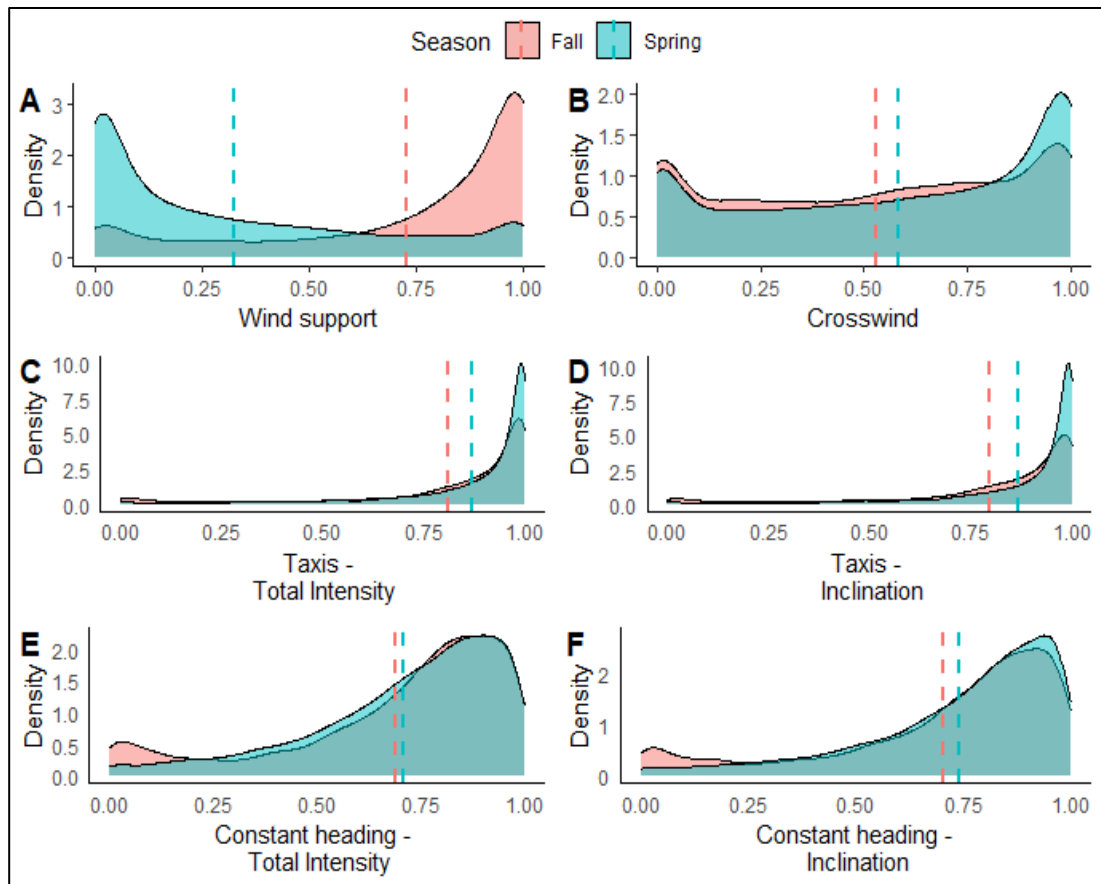 Season Fall Spring
A
Density
3
2
1
0
0.00 0.25 0.50 0.75 1.00
Wind support
B
Density
2.0
1.5
1.0
0.5
0.0
0.00 0.25 0.50 0.75 1.00
Crosswind
C
Density
10.0
7.5
5.0
2.5
0.0
0.00 0.25 0.50 0.75 1.00
Taxis -
Total Intensity
D
Density
10.0
7.5
5.0
2.5
0.0
0.00 0.25 0.50 0.75 1.00
Taxis -
Inclination
E
Density
2.0
1.5
1.0
0.5
0.0
0.00 0.25 0.50 0.75 1.00
Constant heading -
Total Intensity
F
Density
2
1
0
0.00 0.25 0.50 0.75 1.00
Constant heading -
Inclination